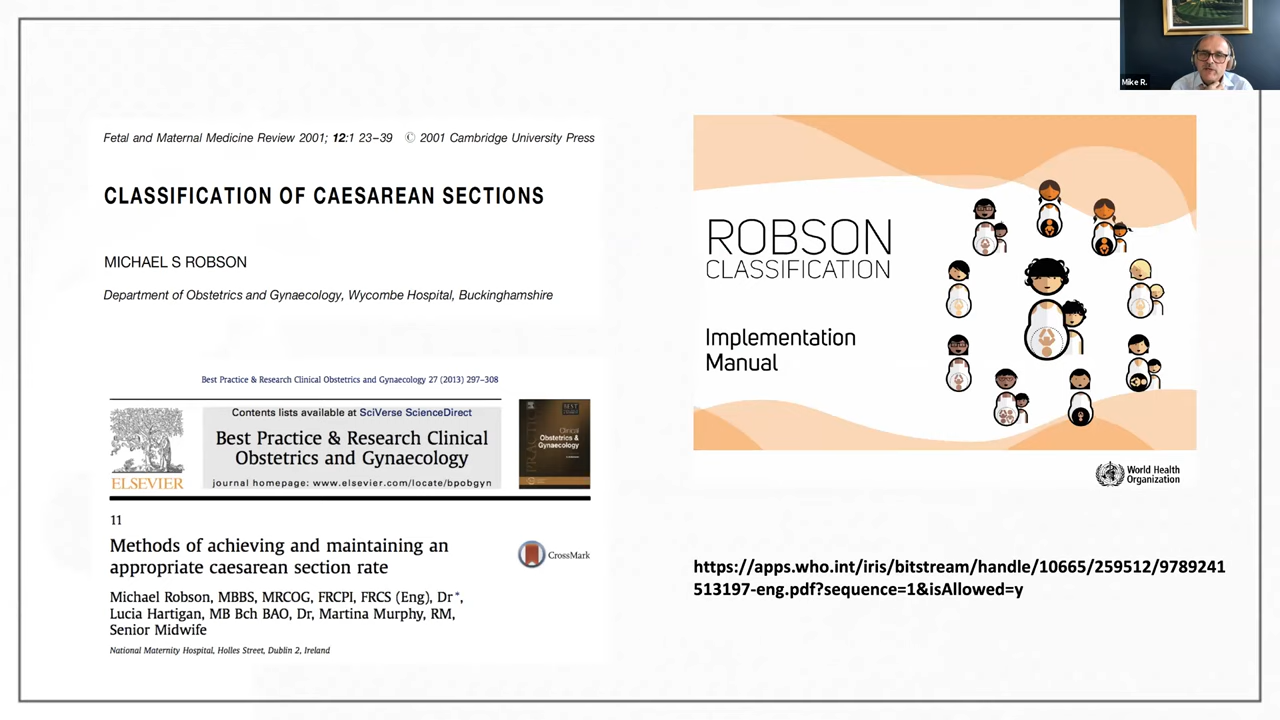 Mike R.
Fetal and Maternal Medicine Review 2001; 12:1 23–39 © 2001 Cambridge University Press
CLASSIFICATION OF CAESAREAN SECTIONS
MICHAEL S ROBSON
Department of Obstetrics and Gynaecology, Wycombe Hospital, Buckinghamshire
Best Practice & Research Clinical Obstetrics and Gynaecology 27 (2013) 297–308
Contents lists available at SciVerse ScienceDirect
Best Practice & Research Clinical
Obstetrics and Gynaecology
journal homepage: www.elsevier.com/locate/bpobgyn
ELSEVIER
Clinical
Obstetrics &
Gynaecology
11
Methods of achieving and maintaining an
appropriate caesarean section rate
CrossMark
Michael Robson, MBBS, MRCOG, FRCPI, FRCS (Eng), Dr*,
Lucia Hartigan, MB Bch BAO, Dr, Martina Murphy, RM,
Senior Midwife
National Maternity Hospital, Holles Street, Dublin 2, Ireland
ROBSON
CLASSIFICATION
Implementation
Manual
World Health
Organization
https://apps.who.int/iris/bitstream/handle/10665/259512/9789241
513197-eng.pdf?sequence=1&isAllowed=y